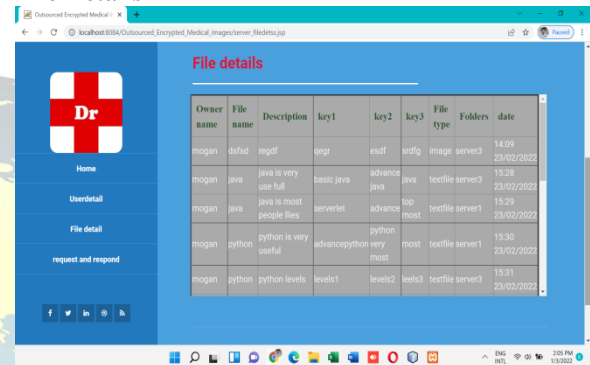 Outsourced Encrypted Medical I
localhost:8084/Outsourced_Encrypted_Medical_Images/server_filedetss.jsp
Paused
Dr
Home
Userdetail
File detail
request and respond
File details
Owner name File name Description key1 key2 key3 File type Folders date
mogan dsfsd regdf qegr esdf srdfg image server3 14:09 23/02/2022
mogan java java is very use full basic java advance java java textfile server3 15:28 23/02/2022
mogan java java is most people llies serverlet advance top most textfile server1 15:29 23/02/2022
mogan python python is very useful advancepython python very most most textfile server1 15:30 23/02/2022
mogan python python levels levels1 levels2 leels3 textfile server3 15:31 23/02/2022
ENG INTL
2:05 PM
1/3/2022